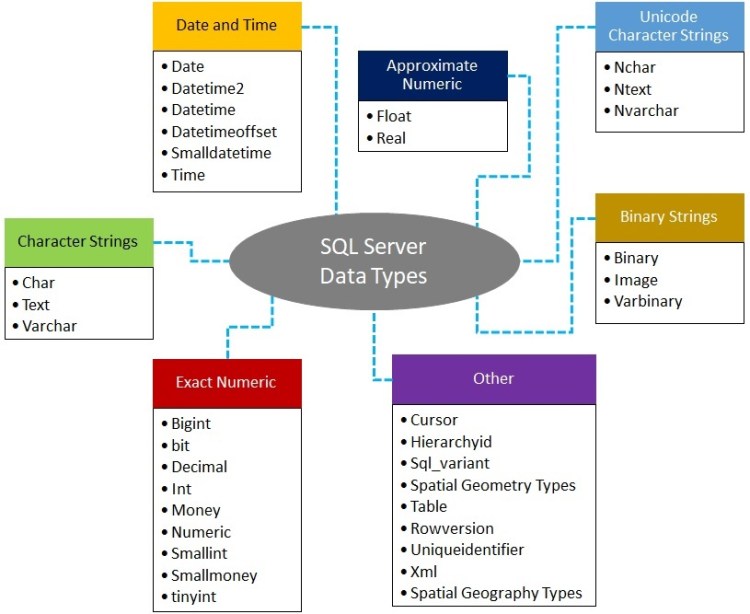 Date and Time
• Date
• Datetime2
• Datetime
• Datetimeoffset
• Smalldatetime
• Time
Approximate
Numeric
• Float
• Real
Unicode
Character Strings
• Nchar
• Ntext
• Nvarchar
Character Strings
• Char
• Text
• Varchar
SQL Server
Data Types
Binary Strings
• Binary
• Image
• Varbinary
Exact Numeric
• Bigint
• bit
• Decimal
• Int
• Money
• Numeric
• Smallint
• Smallmoney
• tinyint
Other
• Cursor
• Hierarchyid
• Sql_variant
• Spatial Geometry Types
• Table
• Rowversion
• Uniqueidentifier
• Xml
• Spatial Geography Types